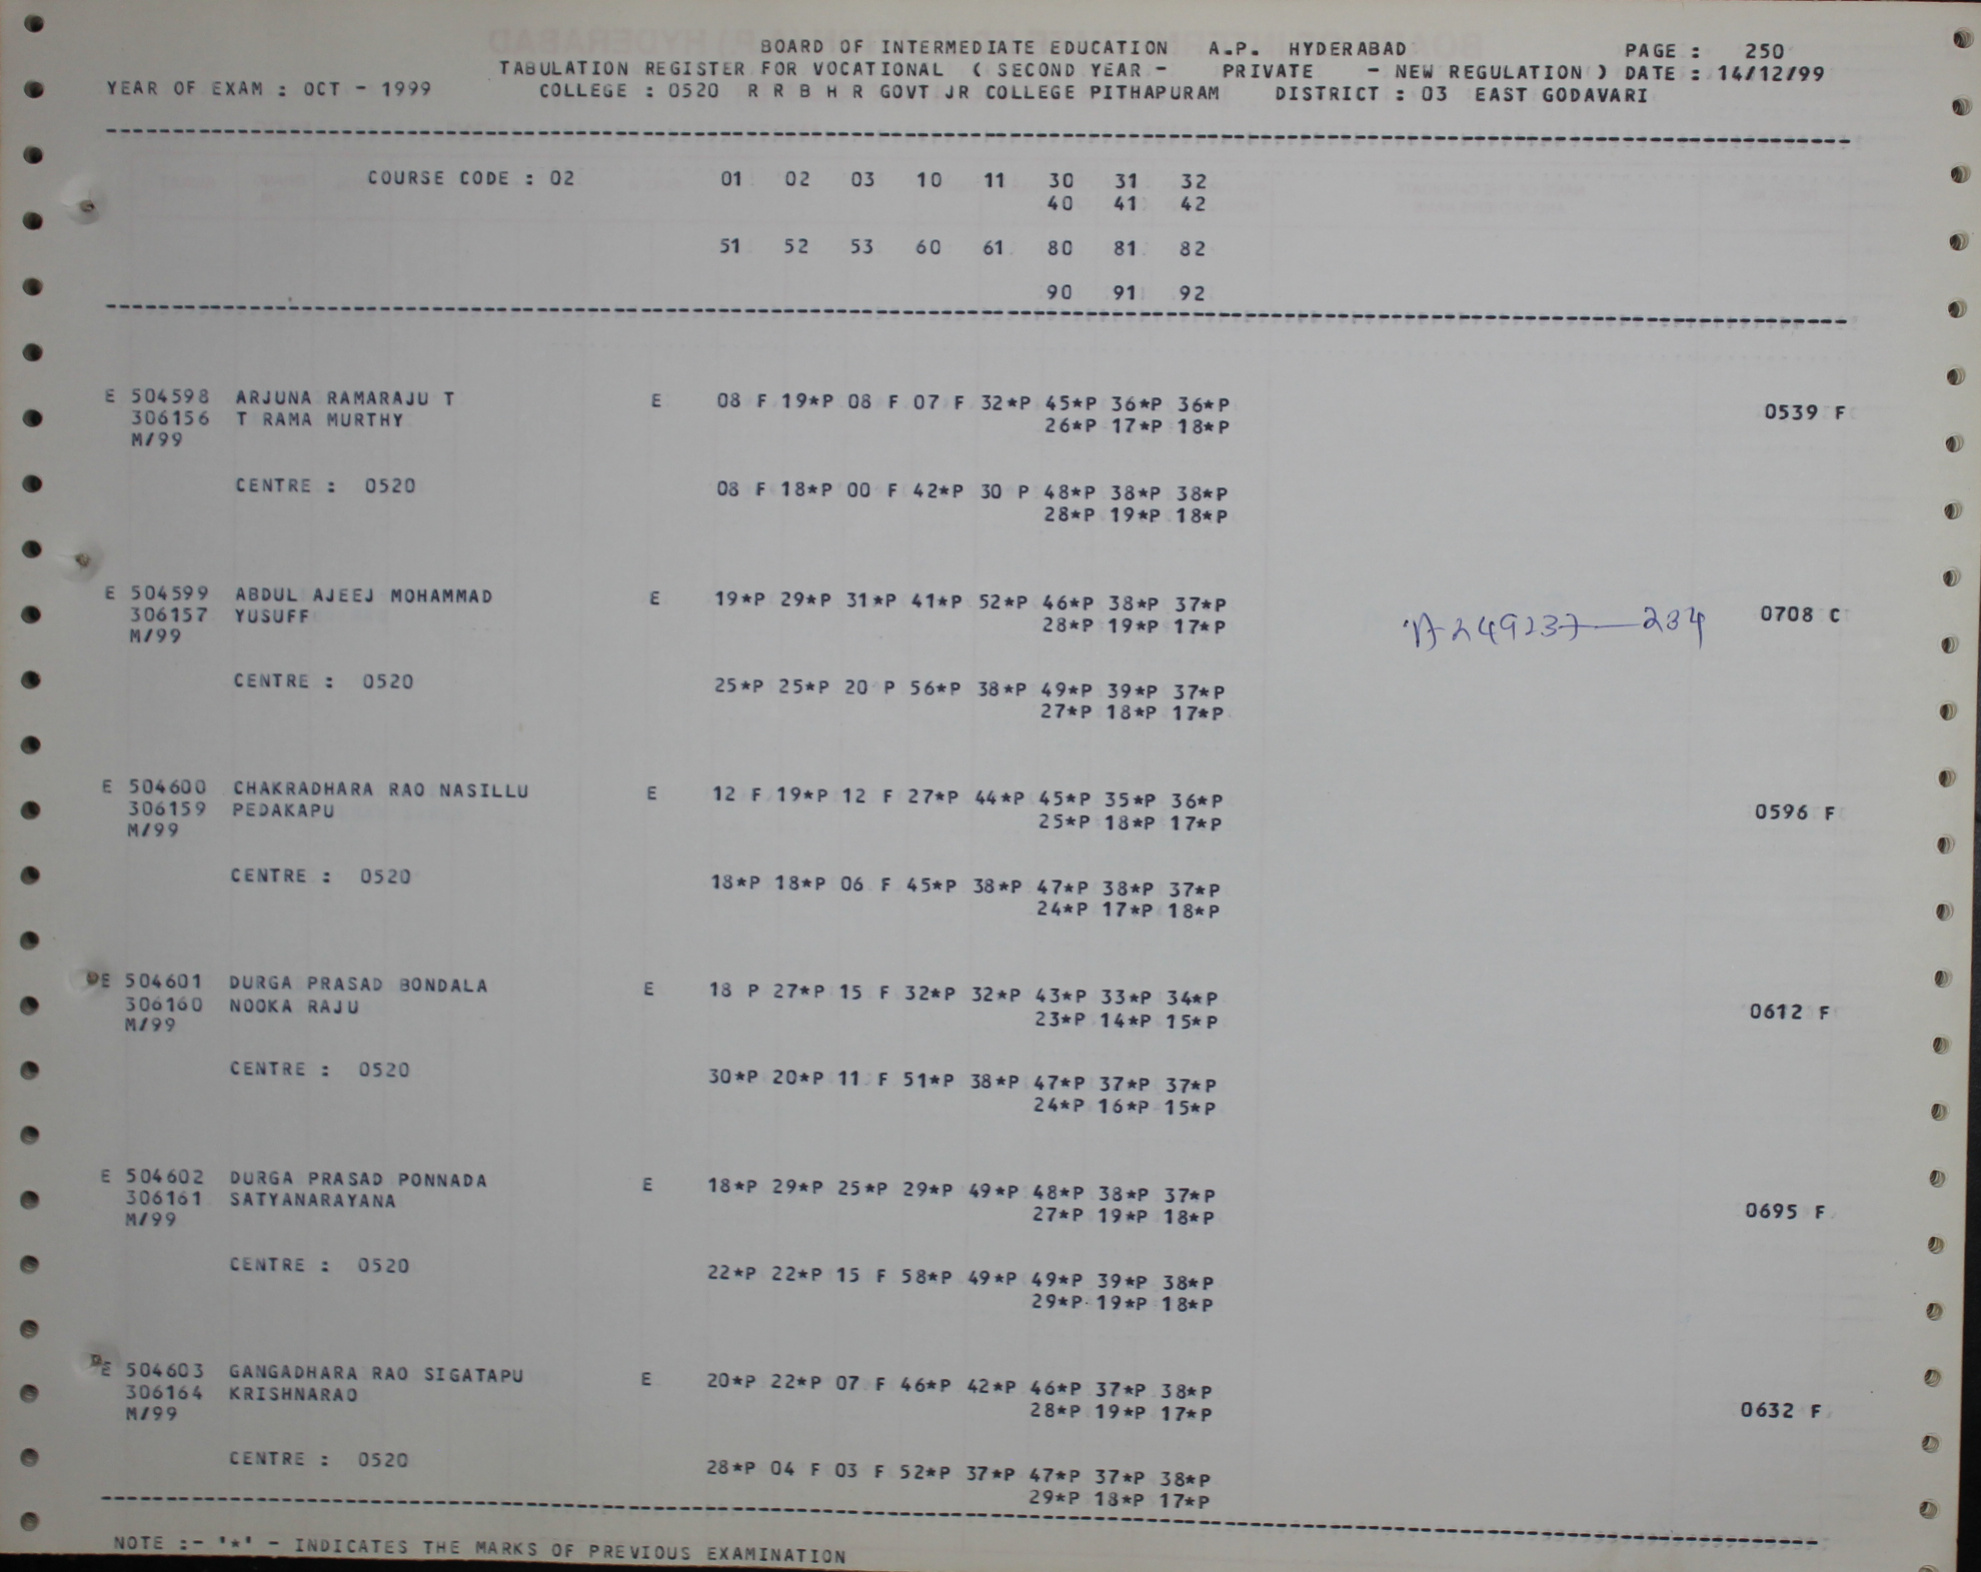 BOARD OF INTERMEDIATE EDUCATION A.P. HYDERABAD PAGE : 250
TABULATION REGISTER FOR VOCATIONAL ( SECOND YEAR - PRIVATE - NEW REGULATION ) DATE : 14/12/99
YEAR OF EXAM : OCT - 1999 COLLEGE : 0520 R R B H R GOVT JR COLLEGE PITHAPURAM DISTRICT : 03 EAST GODAVARI
COURSE CODE : 02 01 02 03 10 11 30 31 32
40 41 42
51 52 53 60 61 80 81 82
90 91 92
E 504598 ARJUNA RAMARAJU T E 08 F 19*P 08 F 07 F 32*P 45*P 36*P 36*P
306156 T RAMA MURTHY 26*P 17*P 18*P 0539 F
M/99
CENTRE : 0520 08 F 18*P 00 F 42*P 30 P 48*P 38*P 38*P
28*P 19*P 18*P
E 504599 ABDUL AJEEJ MOHAMMAD E 19*P 29*P 31*P 41*P 52*P 46*P 38*P 37*P
306157 YUSUFF 28*P 19*P 17*P 249237—234 0708 C
M/99
CENTRE : 0520 25*P 25*P 20 P 56*P 38*P 49*P 39*P 37*P
27*P 18*P 17*P
E 504600 CHAKRADHARA RAO NASILLU E 12 F 19*P 12 F 27*P 44*P 45*P 35*P 36*P
306159 PEDAKAPU 25*P 18*P 17*P 0596 F
M/99
CENTRE : 0520 18*P 18*P 06 F 45*P 38*P 47*P 38*P 37*P
24*P 17*P 18*P
E 504601 DURGA PRASAD BONDALA E 18 P 27*P 15 F 32*P 32*P 43*P 33*P 34*P
306160 NOOKA RAJU 23*P 14*P 15*P 0612 F
M/99
CENTRE : 0520 30*P 20*P 11 F 51*P 38*P 47*P 37*P 37*P
24*P 16*P 15*P
E 504602 DURGA PRASAD PONNADA E 18*P 29*P 25*P 29*P 49*P 48*P 38*P 37*P
306161 SATYANARAYANA 27*P 19*P 18*P 0695 F
M/99
CENTRE : 0520 22*P 22*P 15 F 58*P 49*P 49*P 39*P 38*P
29*P 19*P 18*P
E 504603 GANGADHARA RAO SIGATAPU E 20*P 22*P 07 F 46*P 42*P 46*P 37*P 38*P
306164 KRISHNARAO 28*P 19*P 17*P 0632 F
M/99
CENTRE : 0520 28*P 04 F 03 F 52*P 37*P 47*P 37*P 38*P
29*P 18*P 17*P
NOTE :- '*' - INDICATES THE MARKS OF PREVIOUS EXAMINATION